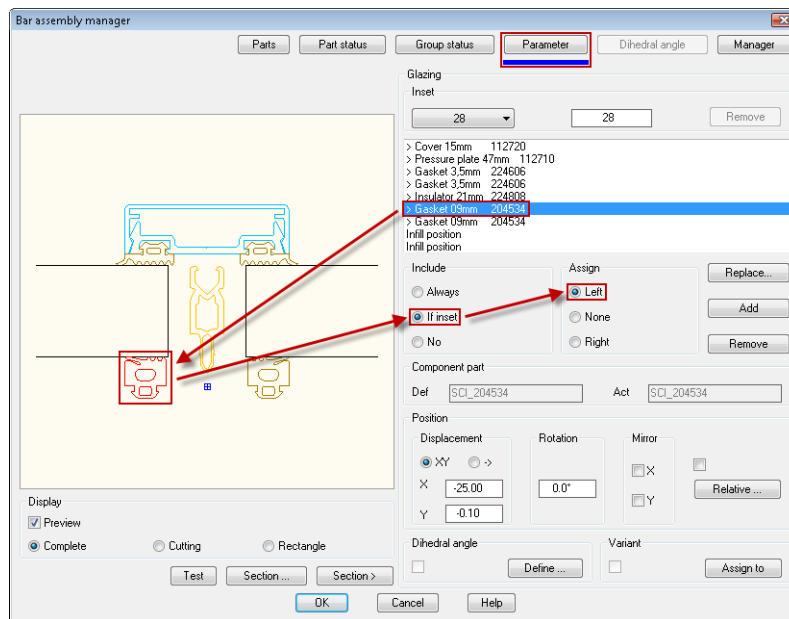 Bar assembly manager
Parts Part status Group status Parameter Dihedral angle Manager
Glazing
Inset
28 28 Remove
> Cover 15mm 112720
> Pressure plate 47mm 112710
> Gasket 3,5mm 224606
> Gasket 3,5mm 224606
> Insulator 21mm 224808
> Gasket 09mm 204534
> Gasket 09mm 204534
Infill position
Infill position
Include Assign Replace...
Always Left
If inset None Add
No Right Remove
Component part
Def SCI_204534 Act SCI_204534
Position
Displacement Rotation Mirror
XY -> X
X -25.00 0.0° Relative ...
Y -0.10 Y
Display
Preview
Complete Cutting Rectangle
Test Section ... Section >
Dihedral angle Variant
Define ... Assign to
OK Cancel Help